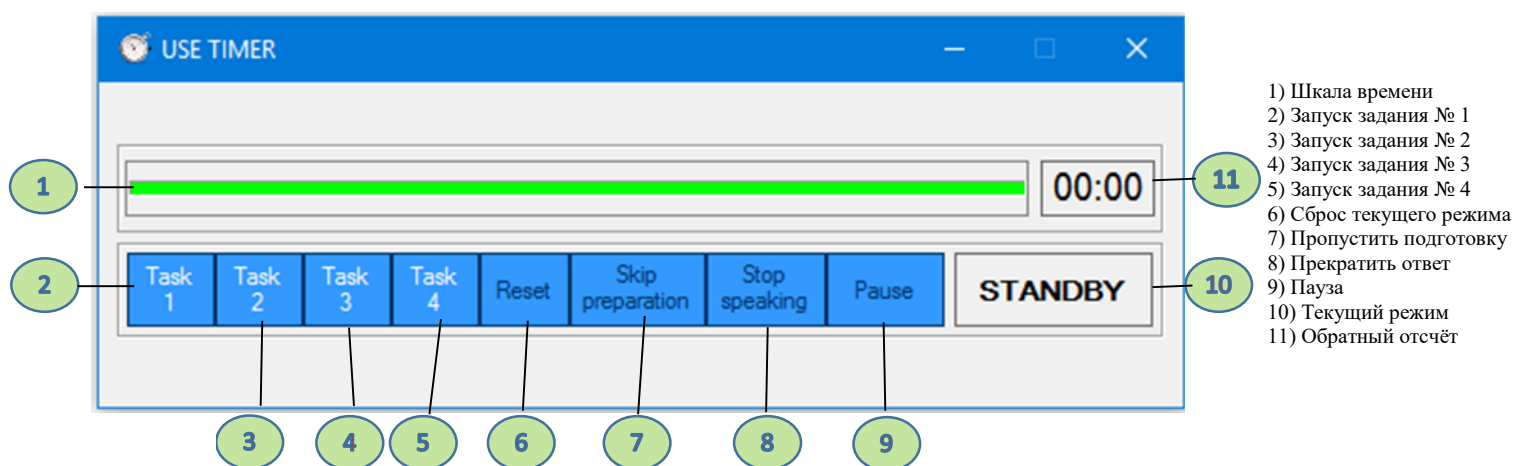 USE TIMER
1) Шкала времени
2) Запуск задания № 1
3) Запуск задания № 2
4) Запуск задания № 3
5) Запуск задания № 4
6) Сброс текущего режима
7) Пропустить подготовку
8) Прекратить ответ
9) Пауза
10) Текущий режим
11) Обратный отсчёт
1
00:00
11
2
Task
1
Task
2
Task
3
Task
4
Reset
Skip
preparation
Stop
speaking
Pause
STANDBY
10
3
4
5
6
7
8
9